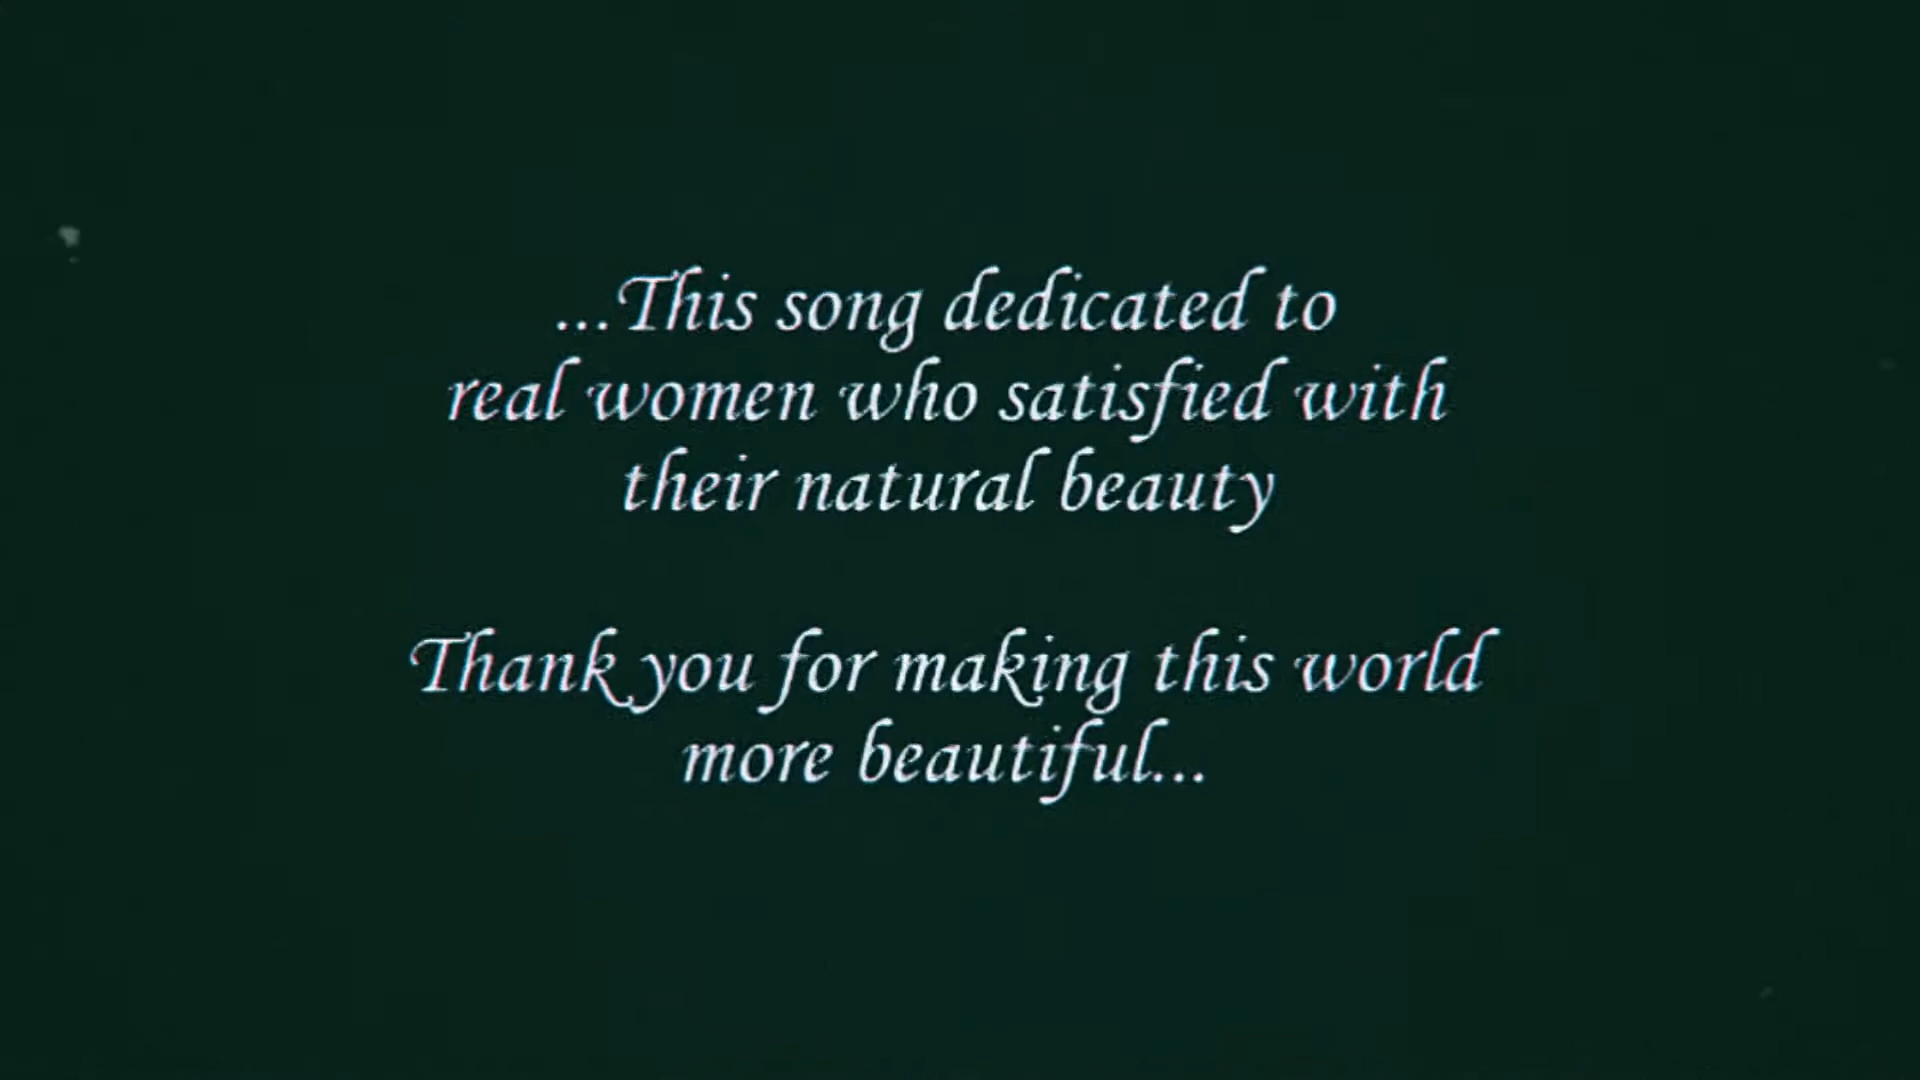 ...This song dedicated to
real women who satisfied with
their natural beauty
Thank you for making this world
more beautiful...